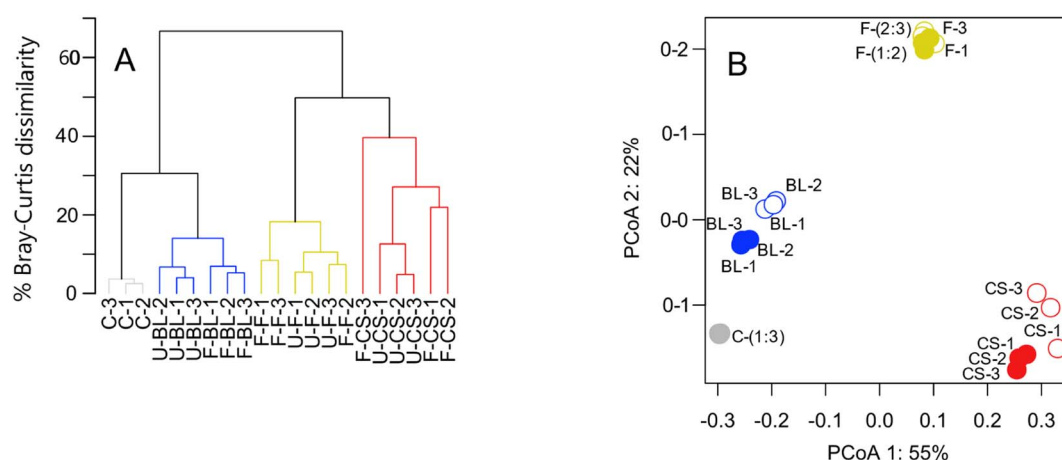 A
% Bray-Curtis dissimilarity
60
40
20
0
C-3
C-1
C-2
U-BL-2
U-BL-1
U-BL-3
F-BL-1
F-BL-2
F-BL-3
F-F-1
F-F-3
U-F-1
U-F-2
U-F-3
F-F-2
F-CS-3
U-CS-1
U-CS-2
U-CS-3
F-CS-1
F-CS-2
B
PCoA 2: 22%
0-2
0-1
0-0
0-1
F-(2:3)
F-3
F-(1:2)
F-1
BL-3
BL-2
BL-3
BL-1
BL-2
BL-1
CS-3
CS-2
CS-1
CS-1
CS-2
CS-3
C-(1:3)
-0.3
-0.2
-0.1
0.0
0.1
0.2
0.3
PCoA 1: 55%